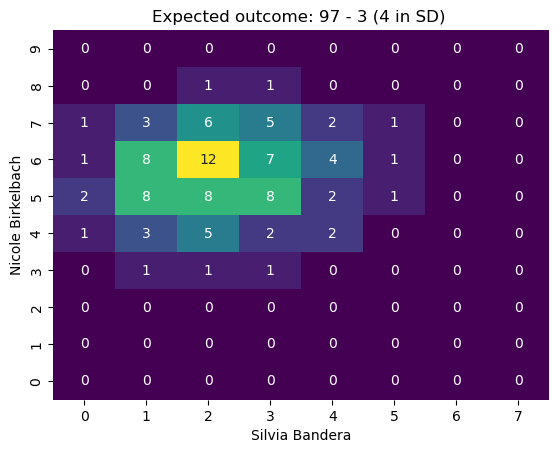 Expected outcome: 97 - 3 (4 in SD)
9 0 0 0 0 0 0 0 0
8 0 0 1 1 0 0 0 0
7 1 3 6 5 2 1 0 0
6 1 8 12 7 4 1 0 0
5 2 8 8 8 2 1 0 0
4 1 3 5 2 2 0 0 0
3 0 1 1 1 0 0 0 0
2 0 0 0 0 0 0 0 0
1 0 0 0 0 0 0 0 0
0 0 0 0 0 0 0 0 0
Nicole Birkelbach
0 1 2 3 4 5 6 7
Silvia Bandera